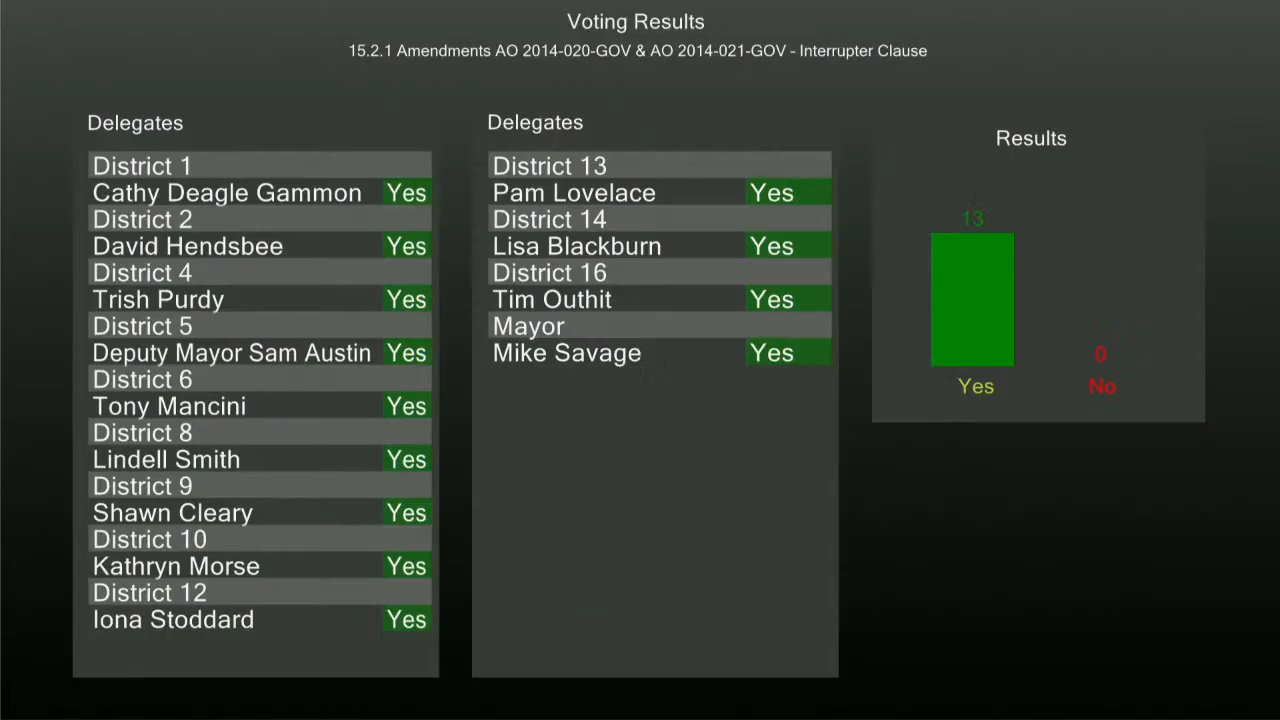 Voting Results
15.2.1 Amendments AO 2014-020-GOV & AO 2014-021-GOV - Interrupter Clause
Delegates
District 1
Cathy Deagle Gammon Yes
District 2
David Hendsbee Yes
District 4
Trish Purdy Yes
District 5
Deputy Mayor Sam Austin Yes
District 6
Tony Mancini Yes
District 8
Lindell Smith Yes
District 9
Shawn Cleary Yes
District 10
Kathryn Morse Yes
District 12
Iona Stoddard Yes
Delegates
District 13
Pam Lovelace Yes
District 14
Lisa Blackburn Yes
District 16
Tim Outhit Yes
Mayor
Mike Savage Yes
Results
13
0
Yes No